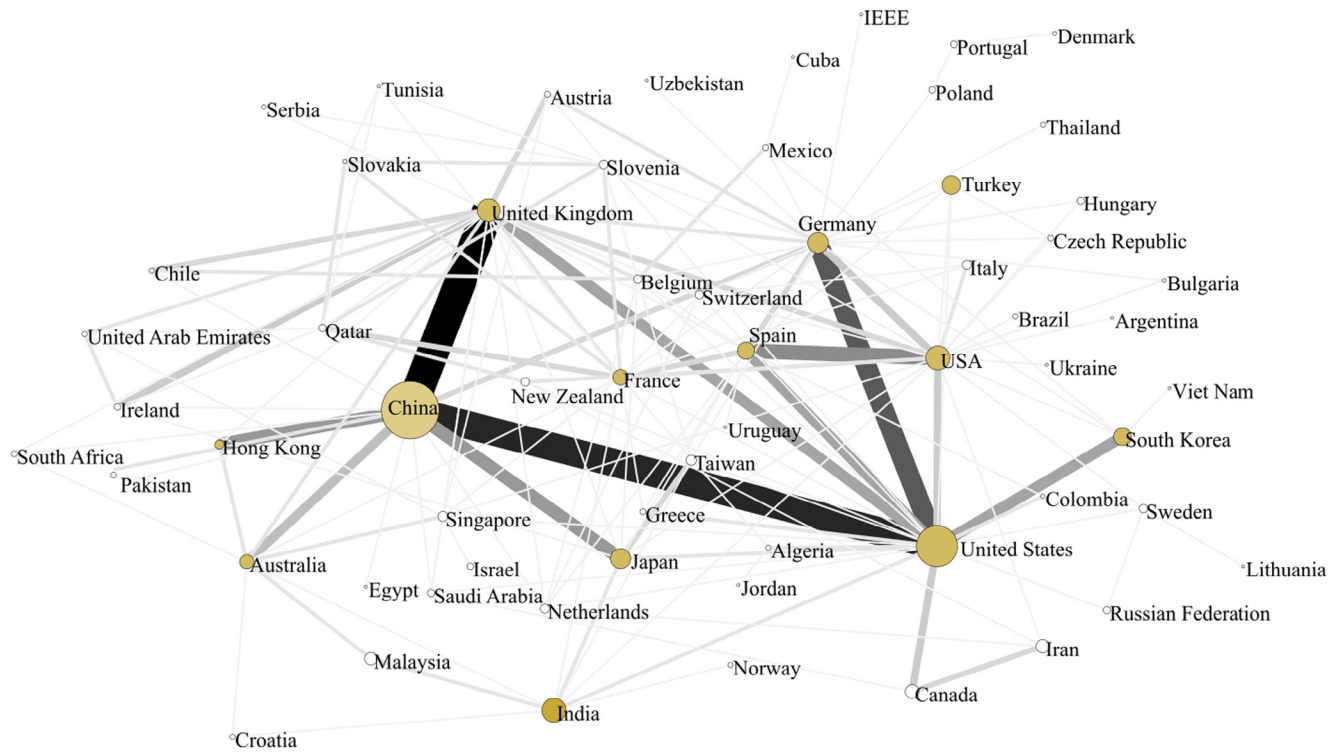 IEEE
Denmark
Portugal
Cuba
Uzbekistan
Tunisia
Poland
Austria
Serbia
Thailand
Mexico
Slovakia
Slovenia
Turkey
Hungary
United Kingdom
Germany
Czech Republic
Italy
Chile
Belgium
Bulgaria
Switzerland
Brazil
Argentina
United Arab Emirates
Qatar
Spain
USA
Ukraine
France
Viet Nam
New Zealand
China
Ireland
Uruguay
South Korea
Hong Kong
South Africa
Taiwan
Pakistan
Colombia
Singapore
Greece
Sweden
United States
Algeria
Japan
Australia
Israel
Lithuania
Egypt
Saudi Arabia
Jordan
Netherlands
Russian Federation
Iran
Malaysia
Norway
Canada
India
Croatia